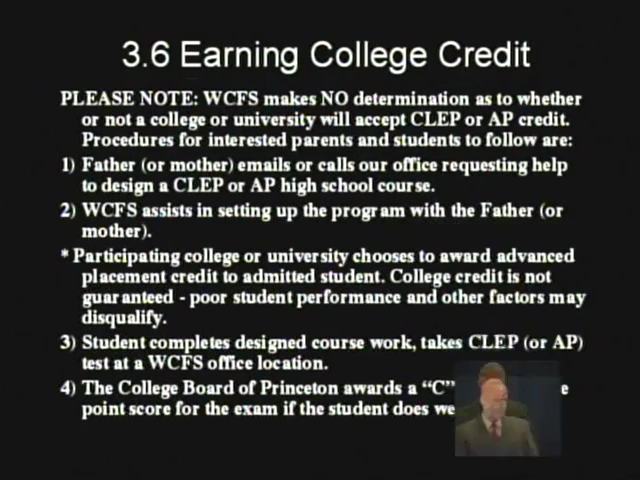 3.6 Earning College Credit
PLEASE NOTE: WCFS makes NO determination as to whether
or not a college or university will accept CLEP or AP credit.
Procedures for interested parents and students to follow are:
1) Father (or mother) emails or calls our office requesting help
to design a CLEP or AP high school course.
2) WCFS assists in setting up the program with the Father (or
mother).
* Participating college or university chooses to award advanced
placement credit to admitted student. College credit is not
guaranteed - poor student performance and other factors may
disqualify.
3) Student completes designed course work, takes CLEP (or AP)
test at a WCFS office location.
4) The College Board of Princeton awards a “C”
point score for the exam if the student does